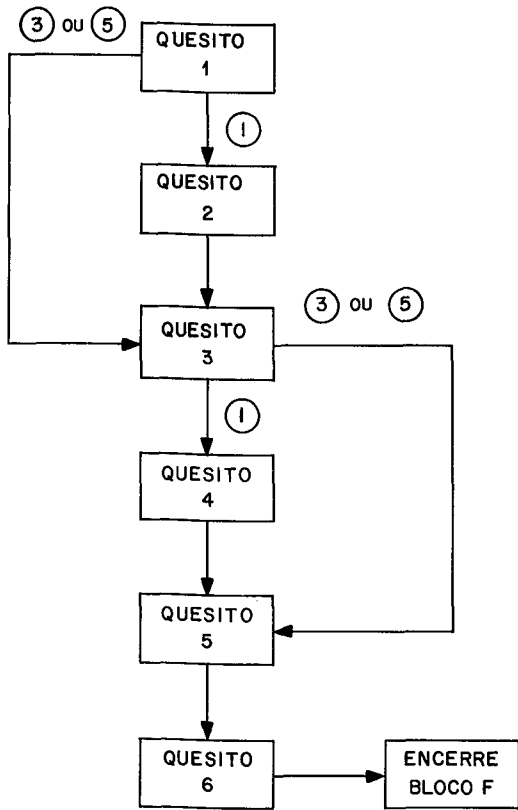 3 OU 5
QUESITO
1
1
QUESITO
2
3 OU 5
QUESITO
3
1
QUESITO
4
QUESITO
5
QUESITO
6
ENCERRE
BLOCO F